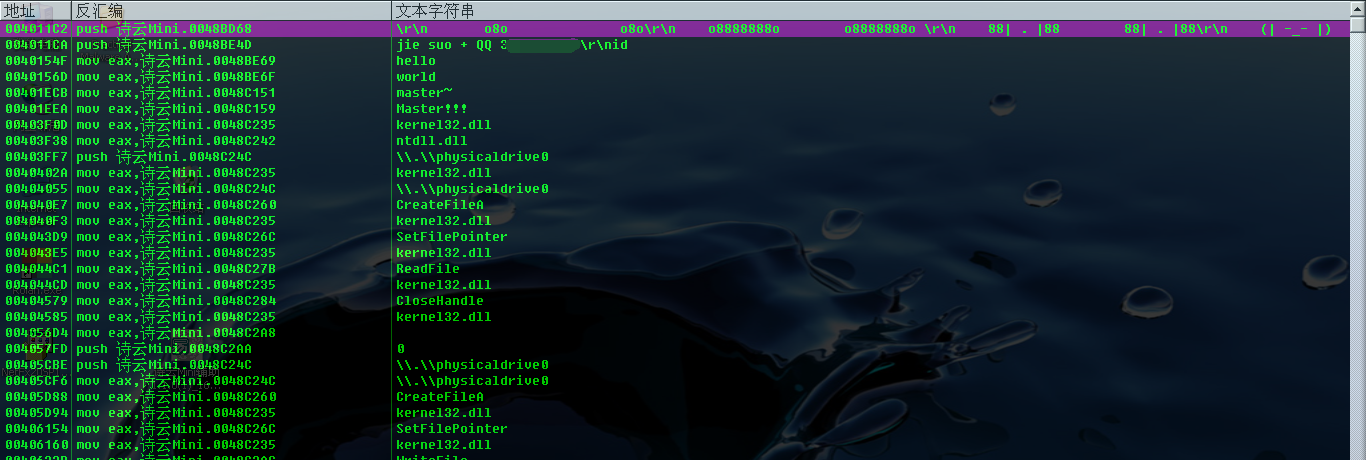 地址 反汇编 文本字符串
004011C2 push 诗云Mini.0048BD68 \r\n o8o o8o\r\n o8888888o o8888888o \r\n 88| . |88 88| . |88\r\n (| -_- |)
004011CA push 诗云Mini.0048BE4D jie suo + QQ 3 \r\nid
0040154F mov eax,诗云Mini.0048BE69 hello
0040156D mov eax,诗云Mini.0048BE6F world
00401ECB mov eax,诗云Mini.0048C151 master~
00401EEA mov eax,诗云Mini.0048C159 Master!!!
00403F0D mov eax,诗云Mini.0048C235 kernel32.dll
00403F38 mov eax,诗云Mini.0048C242 ntdll.dll
00403FF7 push 诗云Mini.0048C24C \\.\\physicaldrive0
0040402A mov eax,诗云Mini.0048C235 kernel32.dll
00404055 mov eax,诗云Mini.0048C24C \\.\\physicaldrive0
004040E7 mov eax,诗云Mini.0048C260 CreateFileA
004040F3 mov eax,诗云Mini.0048C235 kernel32.dll
004043D9 mov eax,诗云Mini.0048C26C SetFilePointer
004043E5 mov eax,诗云Mini.0048C235 kernel32.dll
004044C1 mov eax,诗云Mini.0048C27B ReadFile
004044CD mov eax,诗云Mini.0048C235 kernel32.dll
00404579 mov eax,诗云Mini.0048C284 CloseHandle
00404585 mov eax,诗云Mini.0048C235 kernel32.dll
004056D4 mov eax,诗云Mini.0048C2A8
004057FD push 诗云Mini.0048C2AA 0
00405CBE push 诗云Mini.0048C24C \\.\\physicaldrive0
00405CF6 mov eax,诗云Mini.0048C24C \\.\\physicaldrive0
00405D88 mov eax,诗云Mini.0048C260 CreateFileA
00405D94 mov eax,诗云Mini.0048C235 kernel32.dll
00406154 mov eax,诗云Mini.0048C26C SetFilePointer
00406160 mov eax,诗云Mini.0048C235 kernel32.dll